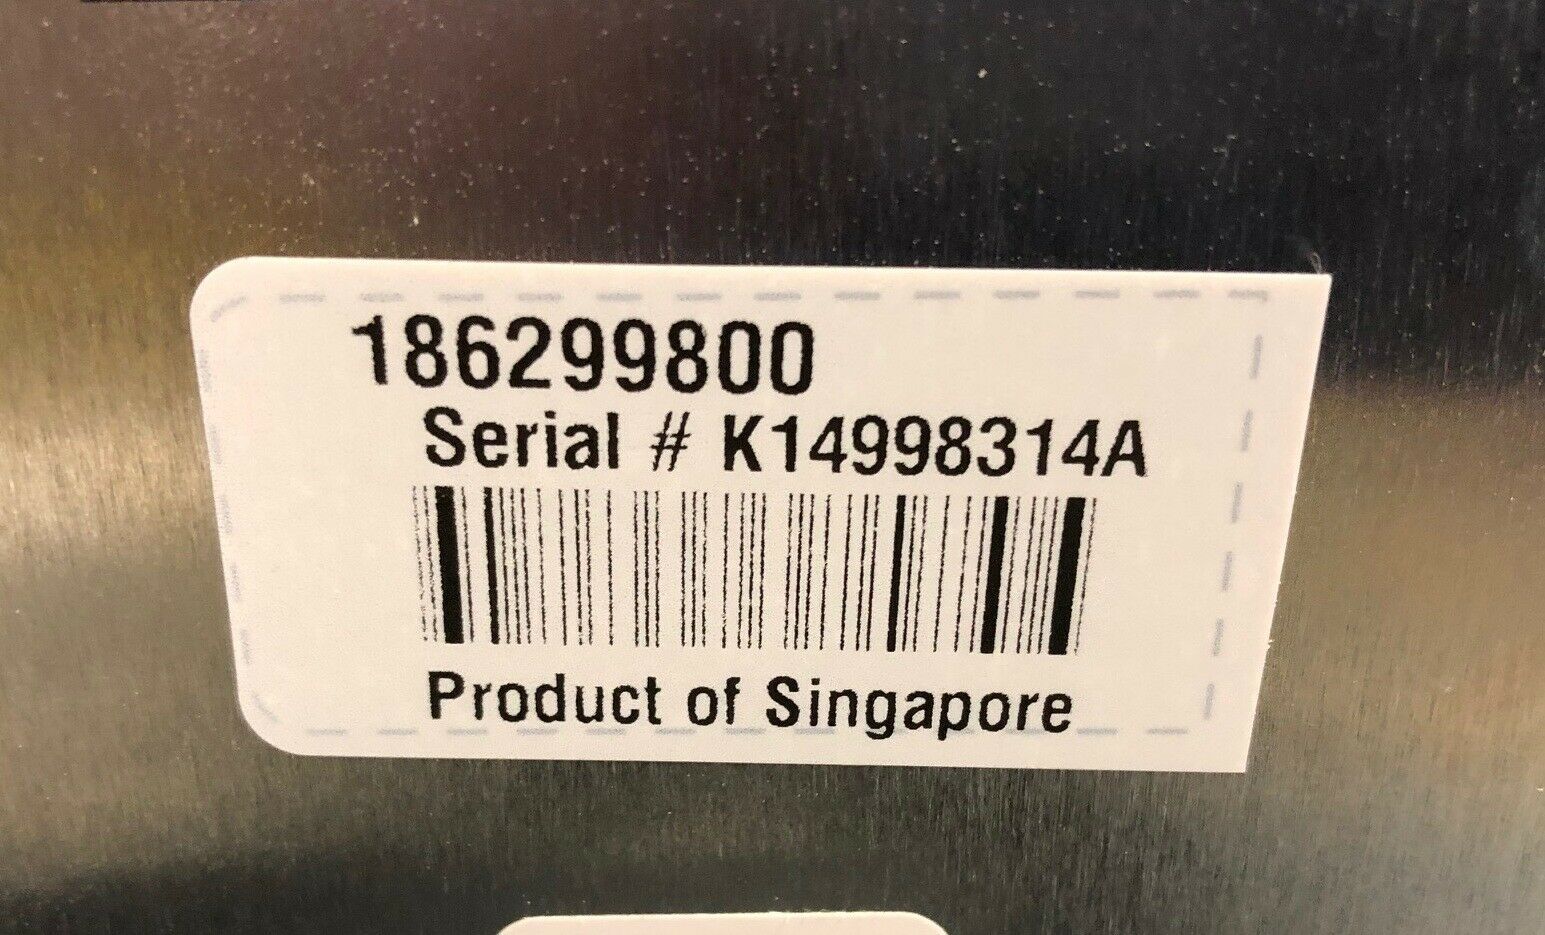 186299800
Serial # K14998314A
Product of Singapore